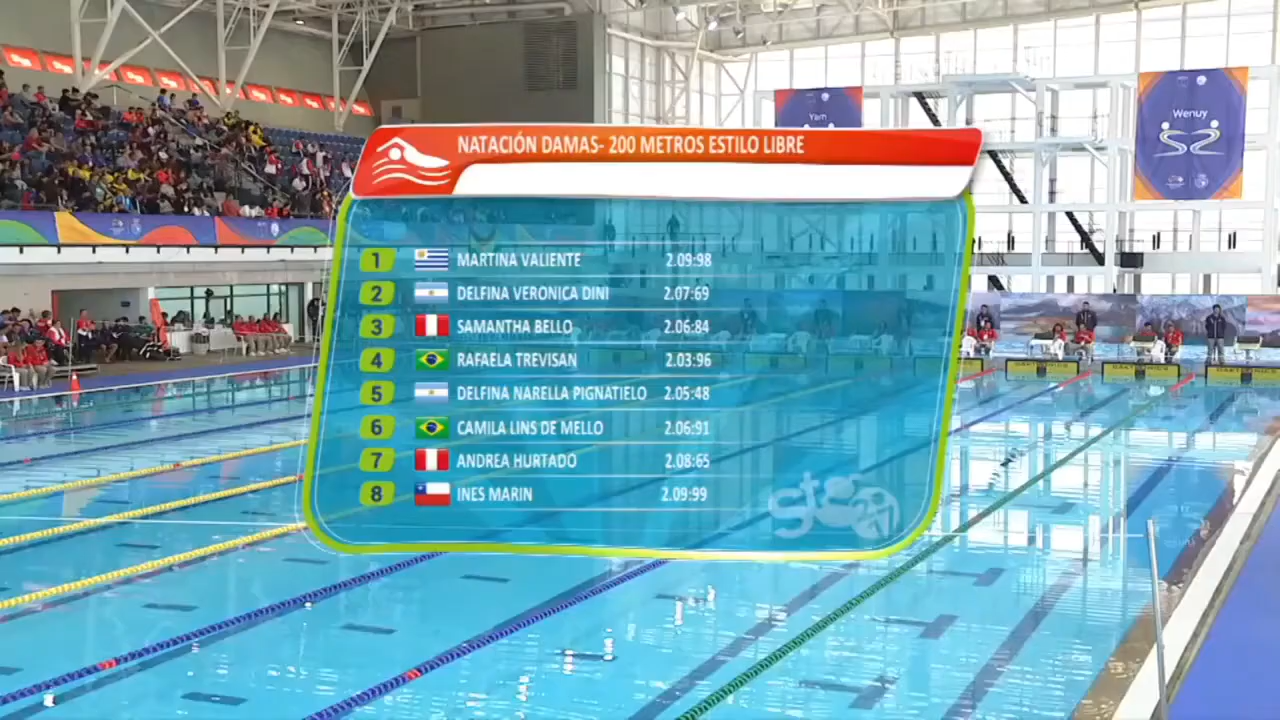 Yarn
Wenuy
NATACIÓN DAMAS- 200 METROS ESTILO LIBRE
1 MARTINA VALIENTE 2.09:98
2 DELFINA VERONICA DINI 2.07:69
3 SAMANTHA BELLO 2.06:84
4 RAFAELA TREVISAN 2.03:96
5 DELFINA NARELLA PIGNATIELO 2.05:48
6 CAMILA LINS DE MELLO 2.06:91
7 ANDREA HURTADO 2.08:65
8 INES MARIN 2.09:99